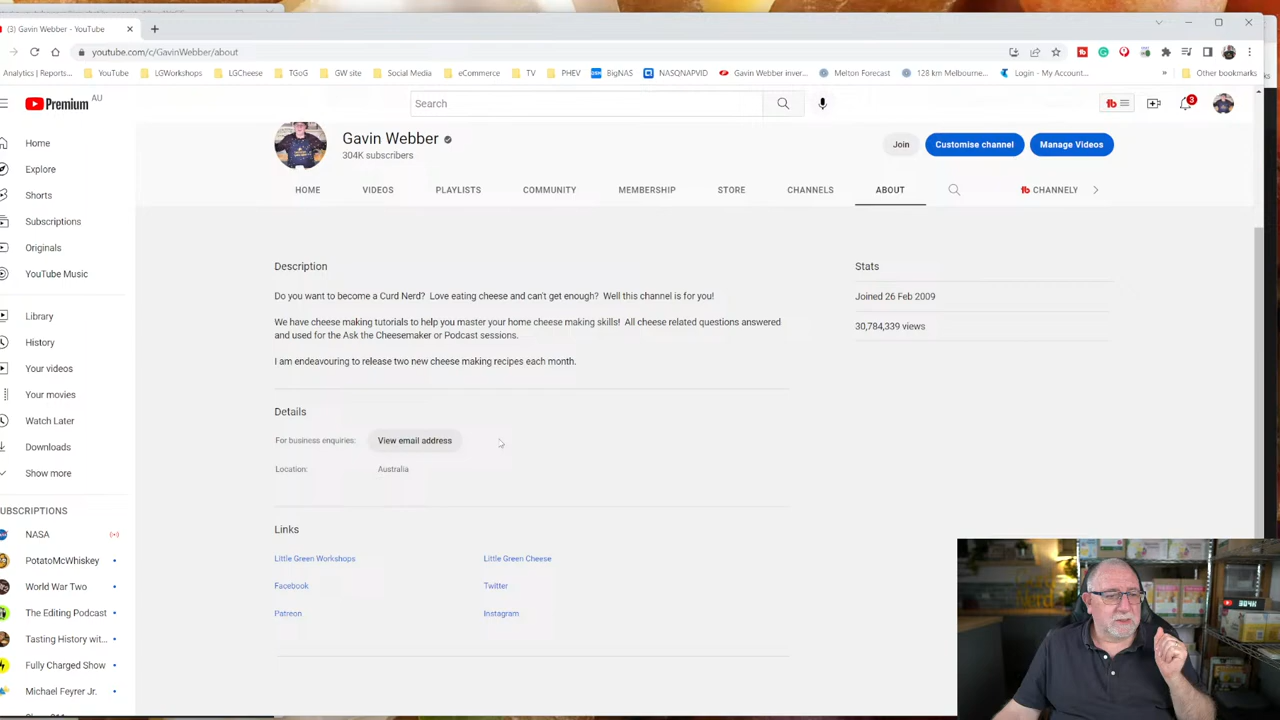 (3) Gavin Webber - YouTube
youtube.com/c/GavinWebber/about
Analytics | Reports... YouTube LGWorkshops LGCheese TGoG GW site Social Media eCommerce TV PHEV BigNAS NASQNAPVID Gavin Webber inver... Melton Forecast 128 km Melbourne... Login - My Account... » Other bookmarks
Premium AU
Search
3
Home
Explore
Shorts
Subscriptions
Originals
YouTube Music
Library
History
Your videos
Your movies
Watch Later
Downloads
Show more
SUBSCRIPTIONS
NASA
PotatoMcWhiskey
World War Two
The Editing Podcast
Tasting History wit...
Fully Charged Show
Michael Feyrer Jr.
Gavin Webber
304K subscribers
Join Customise channel Manage Videos
HOME VIDEOS PLAYLISTS COMMUNITY MEMBERSHIP STORE CHANNELS ABOUT tb CHANNELY
Description
Do you want to become a Curd Nerd? Love eating cheese and can't get enough? Well this channel is for you!
We have cheese making tutorials to help you master your home cheese making skills! All cheese related questions answered
and used for the Ask the Cheesemaker or Podcast sessions.
I am endeavouring to release two new cheese making recipes each month.
Stats
Joined 26 Feb 2009
30,784,339 views
Details
For business enquiries: View email address
Location: Australia
Links
Little Green Workshops Little Green Cheese
Facebook Twitter
Patreon Instagram
304K